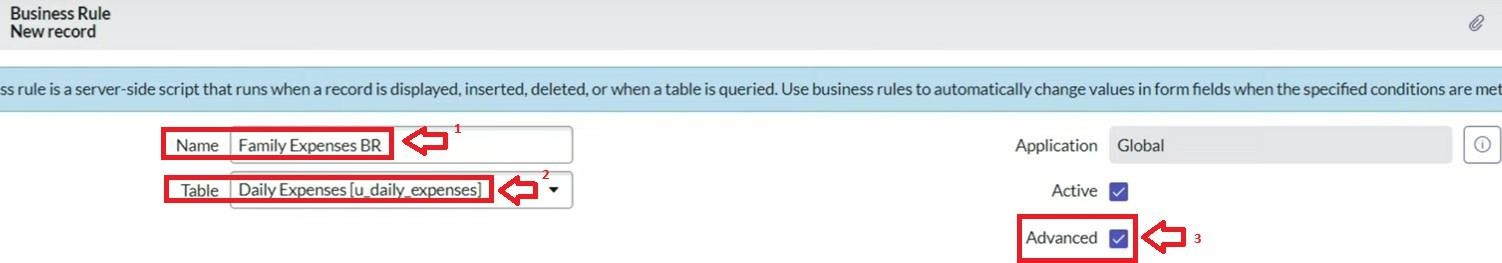 Business Rule
New record
ss rule is a server-side script that runs when a record is displayed, inserted, deleted, or when a table is queried. Use business rules to automatically change values in form fields when the specified conditions are met
Name Family Expenses BR 1 Application Global
Table Daily Expenses [u_daily_expenses] 2 Active
Advanced 3